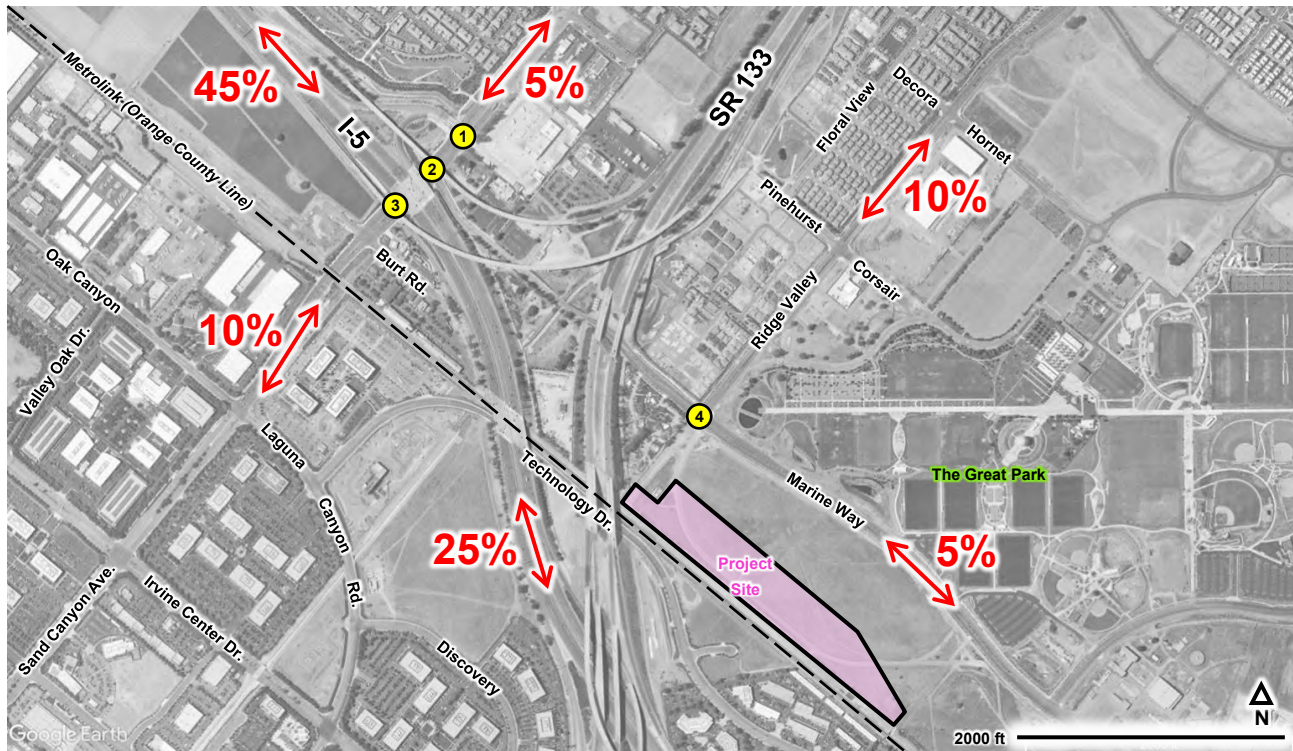 Metrolink (Orange County Line)
45%
I-5
5%
SR 133
Decora
Floral View
Hornet
1
2
3
10%
Pinehurst
Corsair
Ridge Valley
Oak Canyon
Burt Rd.
Valley Oak Dr.
10%
4
Laguna
Canyon
Rd.
Technology Dr.
Marine Way
The Great Park
25%
5%
Project
Site
Sand Canyon Ave.
Irvine Center Dr.
Discovery
N
2000 ft
Google Earth